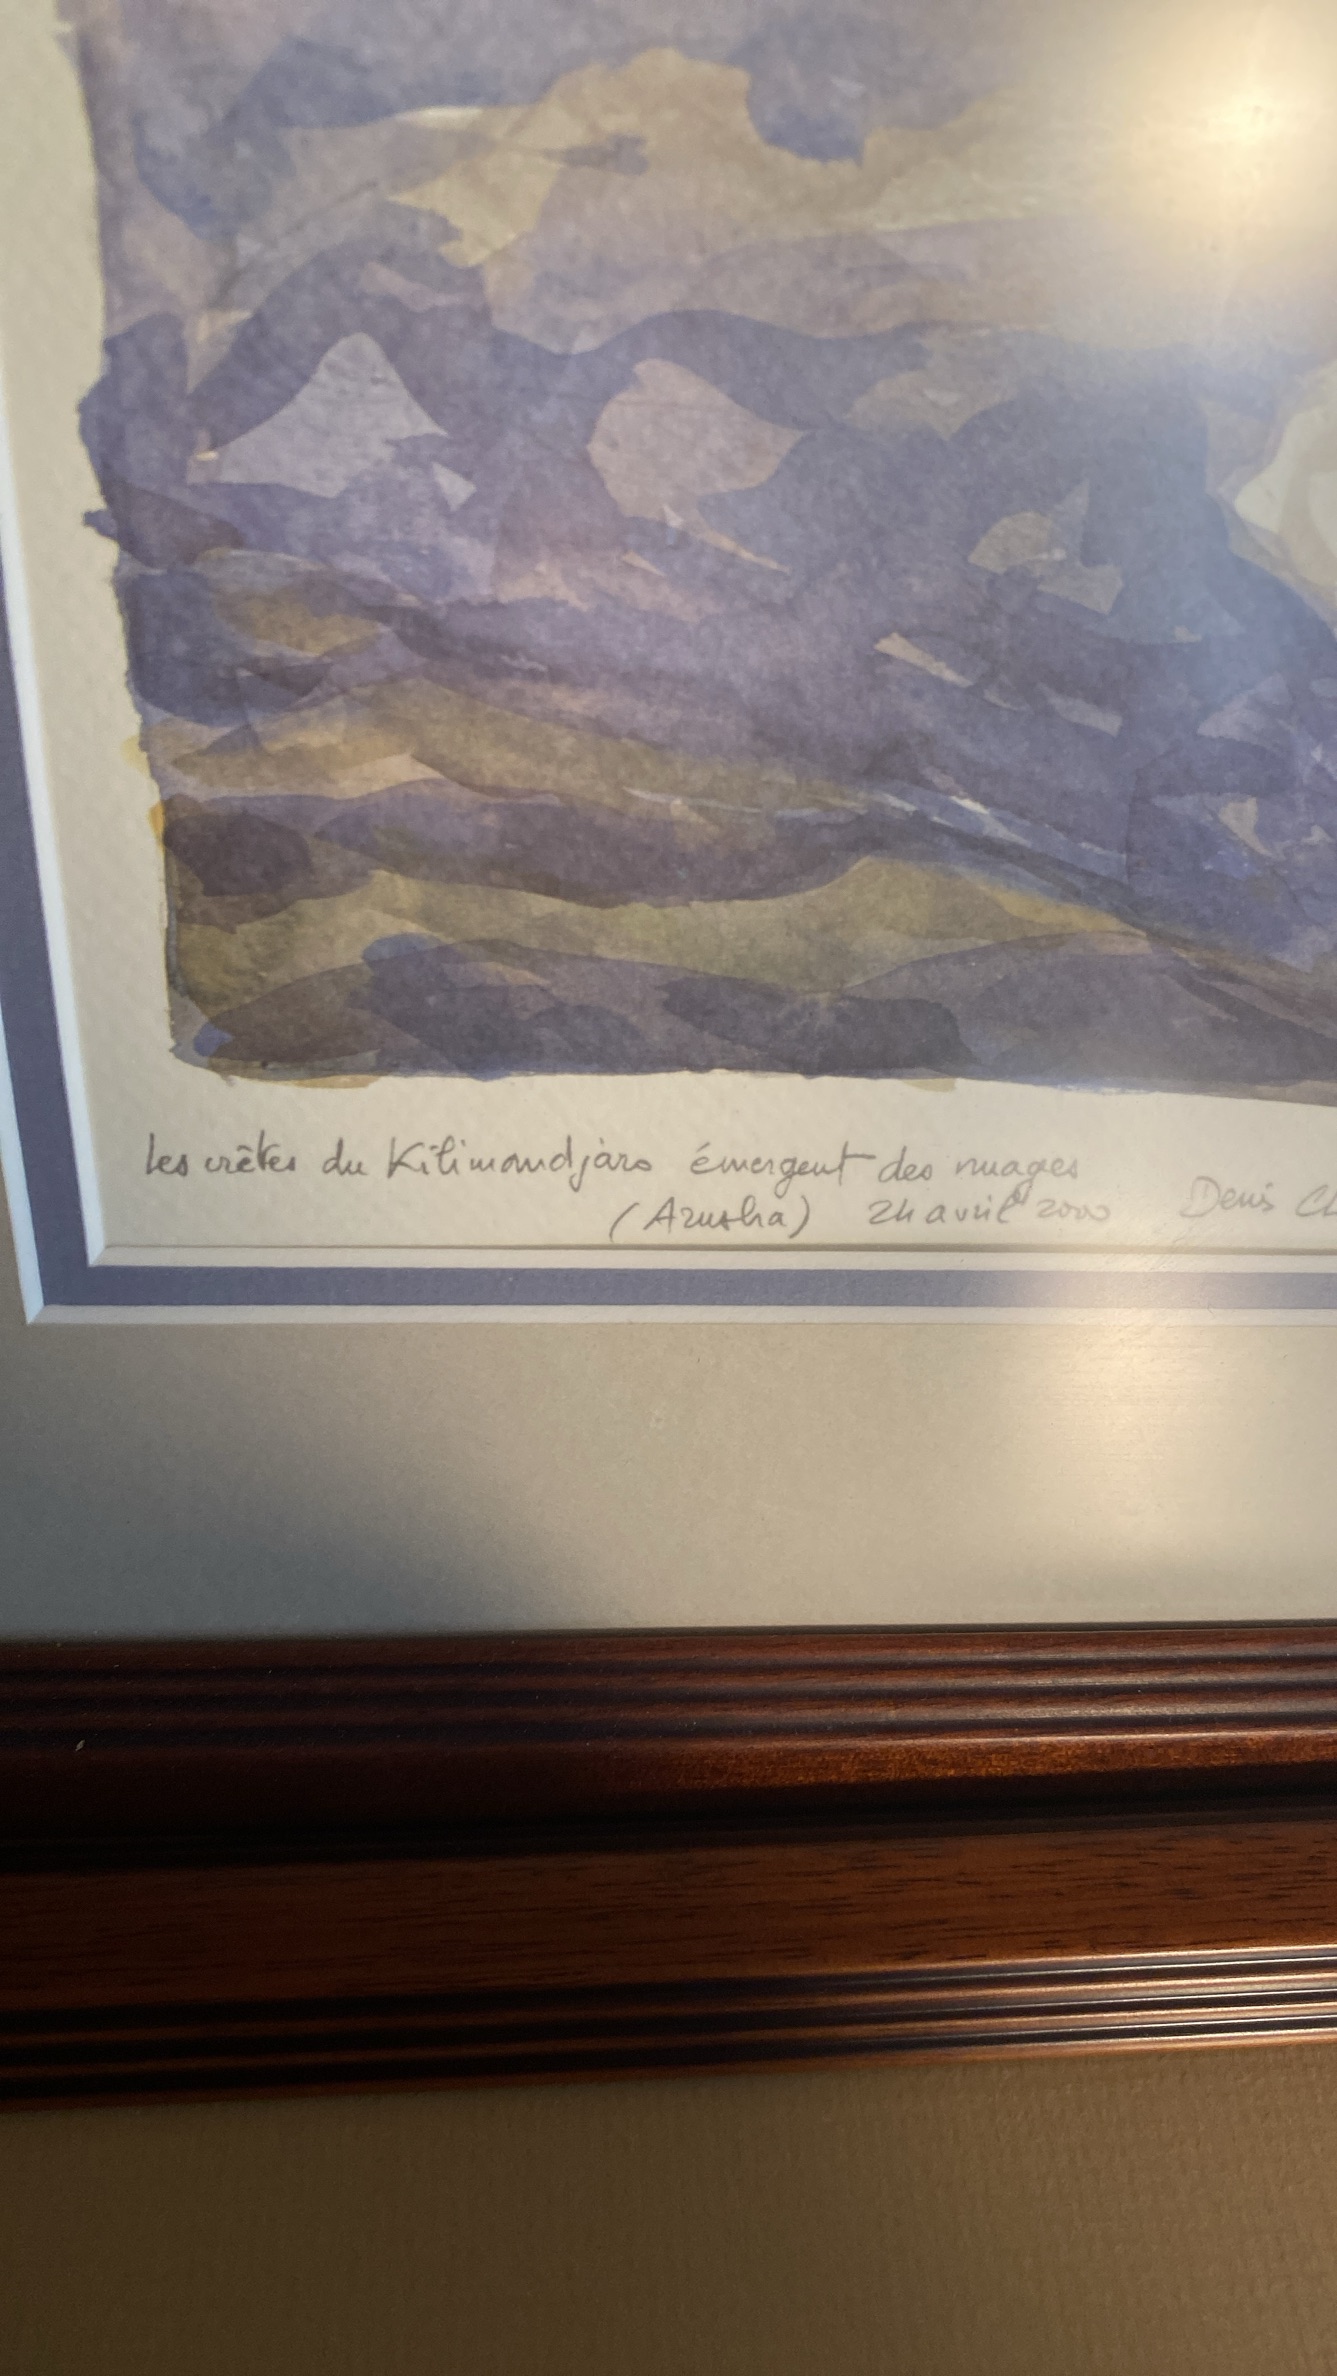 Les crêtes du Kilimandjaro émergent des nuages
(Arusha) 24 avril 2000 Denis